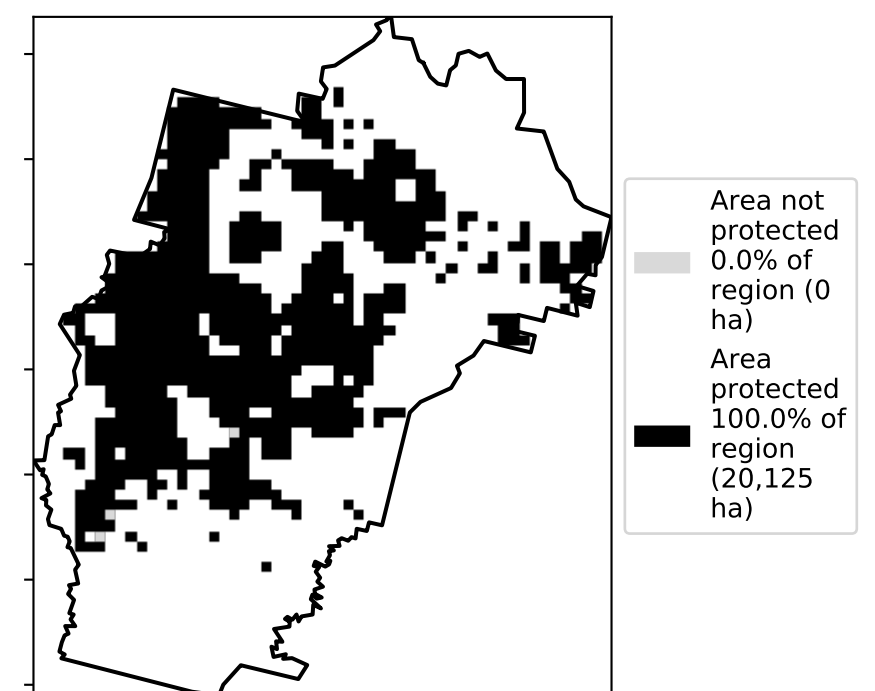 Area not
protected
0.0% of
region (0
ha)
Area
protected
100.0% of
region
(20,125
ha)